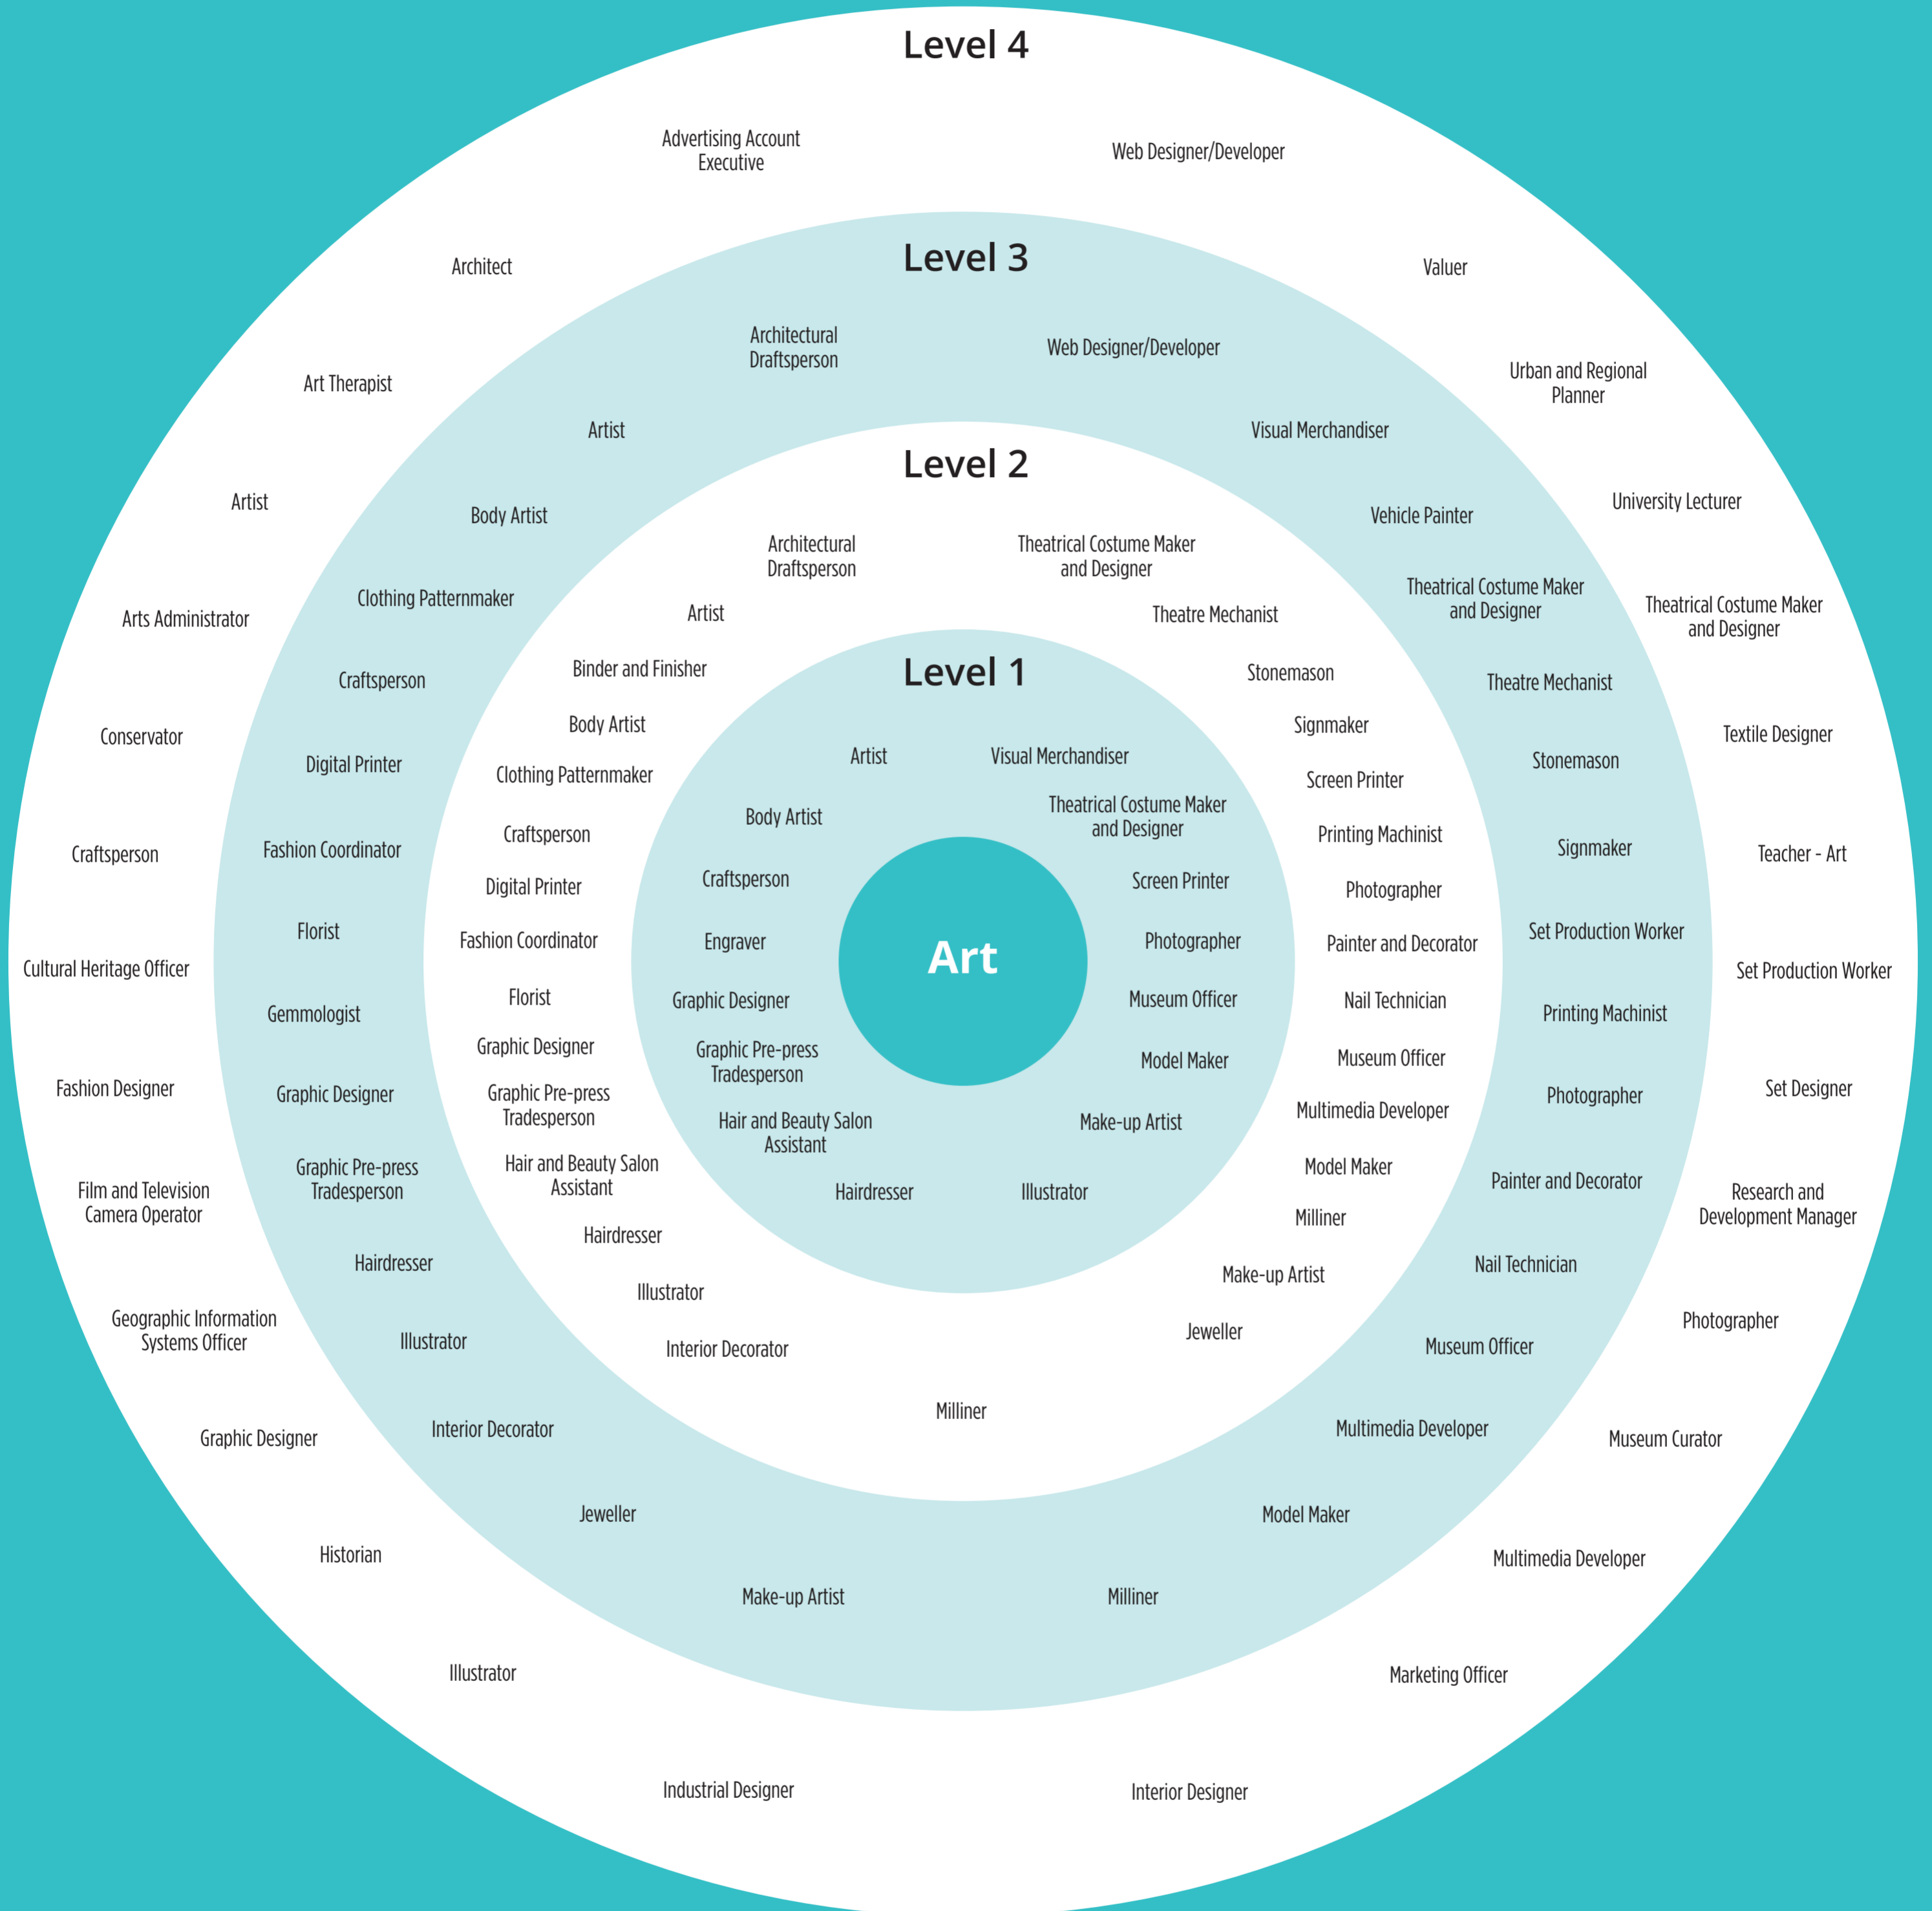 Level 4
Advertising Account
Executive
Web Designer/Developer
Architect
Valuer
Art Therapist
Urban and Regional
Planner
Artist
University Lecturer
Arts Administrator
Theatrical Costume Maker
and Designer
Conservator
Textile Designer
Craftsperson
Teacher - Art
Cultural Heritage Officer
Set Production Worker
Fashion Designer
Set Designer
Film and Television
Camera Operator
Research and
Development Manager
Geographic Information
Systems Officer
Photographer
Graphic Designer
Museum Curator
Historian
Multimedia Developer
Illustrator
Marketing Officer
Industrial Designer
Interior Designer
Level 3
Architectural
Draftsperson
Web Designer/Developer
Artist
Visual Merchandiser
Body Artist
Vehicle Painter
Clothing Patternmaker
Theatrical Costume Maker
and Designer
Craftsperson
Theatre Mechanist
Digital Printer
Stonemason
Fashion Coordinator
Signmaker
Florist
Set Production Worker
Gemmologist
Printing Machinist
Graphic Designer
Photographer
Graphic Pre-press
Tradesperson
Painter and Decorator
Hairdresser
Nail Technician
Illustrator
Museum Officer
Interior Decorator
Multimedia Developer
Jeweller
Model Maker
Make-up Artist
Milliner
Level 2
Architectural
Draftsperson
Theatrical Costume Maker
and Designer
Artist
Theatre Mechanist
Binder and Finisher
Stonemason
Body Artist
Signmaker
Clothing Patternmaker
Screen Printer
Craftsperson
Printing Machinist
Digital Printer
Photographer
Fashion Coordinator
Painter and Decorator
Florist
Nail Technician
Graphic Designer
Museum Officer
Graphic Pre-press
Tradesperson
Multimedia Developer
Hair and Beauty Salon
Assistant
Model Maker
Hairdresser
Milliner
Illustrator
Make-up Artist
Interior Decorator
Jeweller
Milliner
Level 1
Artist
Visual Merchandiser
Body Artist
Theatrical Costume Maker
and Designer
Craftsperson
Screen Printer
Engraver
Photographer
Graphic Designer
Museum Officer
Graphic Pre-press
Tradesperson
Model Maker
Hair and Beauty Salon
Assistant
Make-up Artist
Hairdresser
Illustrator
Art